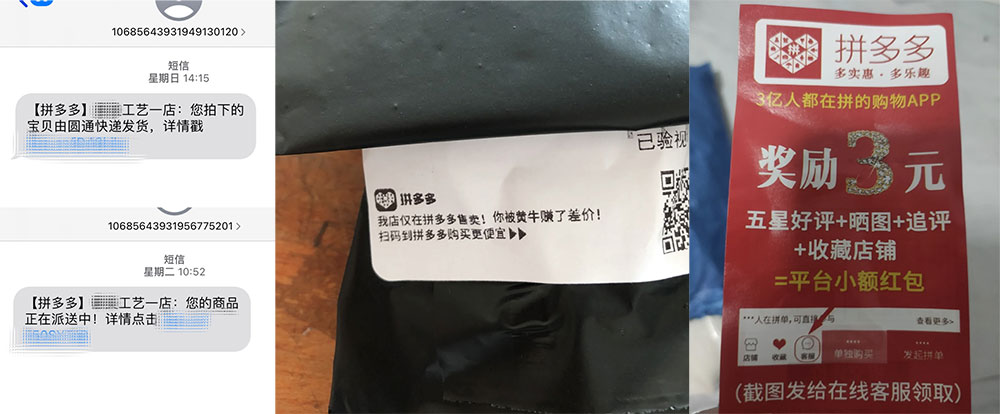 106856439319491​30120 >
短信
星期日 14:15
【拼多多】 工艺一店：您拍下的
宝贝由圆通快递发货，详情戳
10685643931956775201 >
短信
星期二 10:52
【拼多多】 工艺一店：您的商品
正在派送中！详情点击
已验视
拼多多
我店仅在拼多多售卖！你被黄牛赚了差价！
扫码到拼多多购买更便宜▶▶
拼
拼多多
多实惠·多乐趣
3亿人都在拼的购物APP
奖励3元
五星好评+晒图+追评
+收藏店铺
=平台小额红包
***人在拼单,可直接 与
查看更多>
店铺
收藏
客服
单独购买
发起拼单
(截图发给在线客服领取)